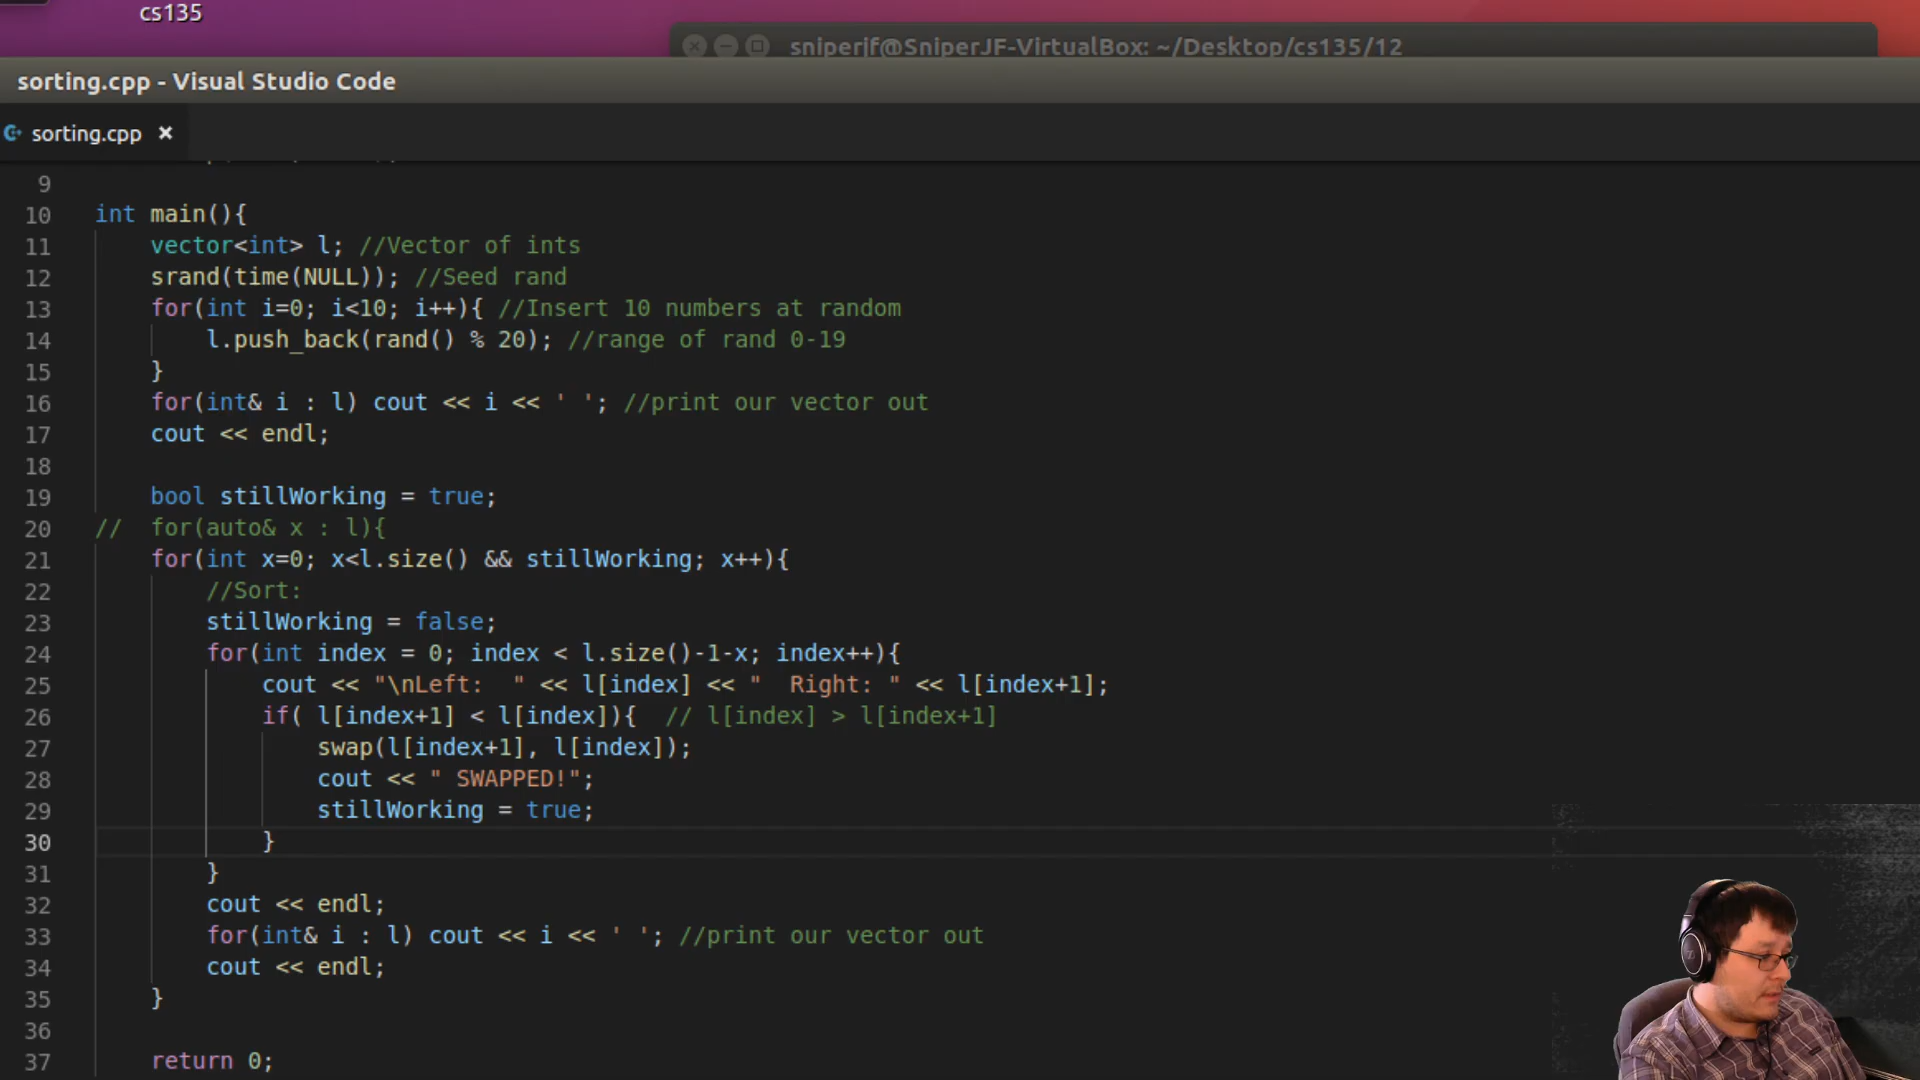 cs135
sniperjf@SniperJF-VirtualBox: ~/Desktop/cs135/12
sorting.cpp - Visual Studio Code
sorting.cpp ×
9
10 int main(){
11 vector<int> l; //Vector of ints
12 srand(time(NULL)); //Seed rand
13 for(int i=0; i<10; i++){ //Insert 10 numbers at random
14 l.push_back(rand() % 20); //range of rand 0-19
15 }
16 for(int& i : l) cout << i << ' '; //print our vector out
17 cout << endl;
18
19 bool stillWorking = true;
20 // for(auto& x : l){
21 for(int x=0; x<l.size() && stillWorking; x++){
22 //Sort:
23 stillWorking = false;
24 for(int index = 0; index < l.size()-1-x; index++){
25 cout << "\nLeft:  " << l[index] << "  Right: " << l[index+1];
26 if( l[index+1] < l[index]){  // l[index] > l[index+1]
27 swap(l[index+1], l[index]);
28 cout << " SWAPPED!";
29 stillWorking = true;
30 }
31 }
32 cout << endl;
33 for(int& i : l) cout << i << ' '; //print our vector out
34 cout << endl;
35 }
36
37 return 0;